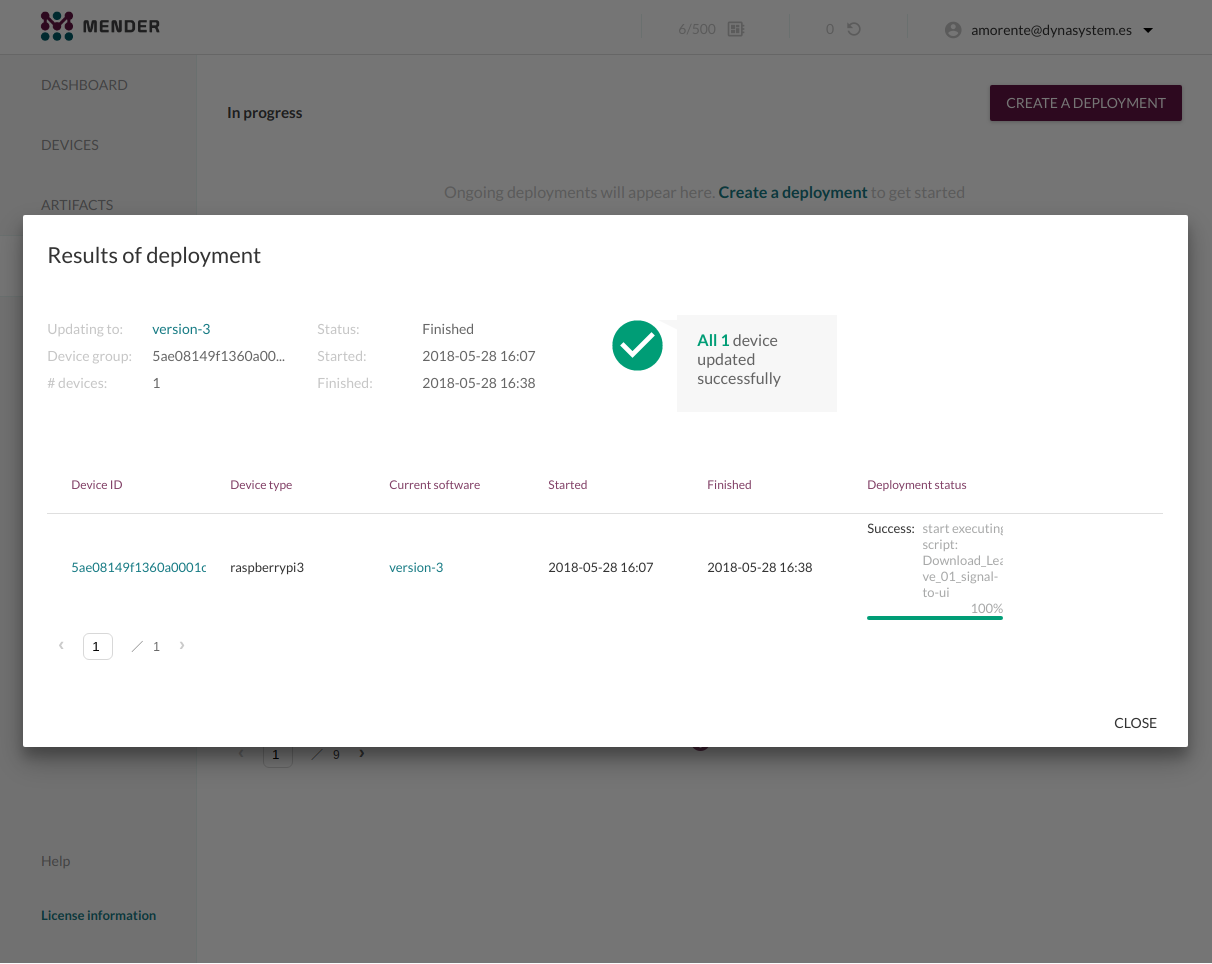 MENDER
6/500
0
amorente@dynasystem.es
DASHBOARD
DEVICES
ARTIFACTS
In progress
CREATE A DEPLOYMENT
Ongoing deployments will appear here. Create a deployment to get started
Results of deployment
Updating to: version-3
Device group: 5ae08149f1360a00...
# devices: 1
Status: Finished
Started: 2018-05-28 16:07
Finished: 2018-05-28 16:38
All 1 device
updated
successfully
Device ID Device type Current software Started Finished Deployment status
5ae08149f1360a0001c raspberrypi3 version-3 2018-05-28 16:07 2018-05-28 16:38
Success: start executing
script:
Download_Lea
ve_01_signal-
to-ui
100%
‹ 1 / 1 ›
CLOSE
‹ 1 / 9 ›
Help
License information